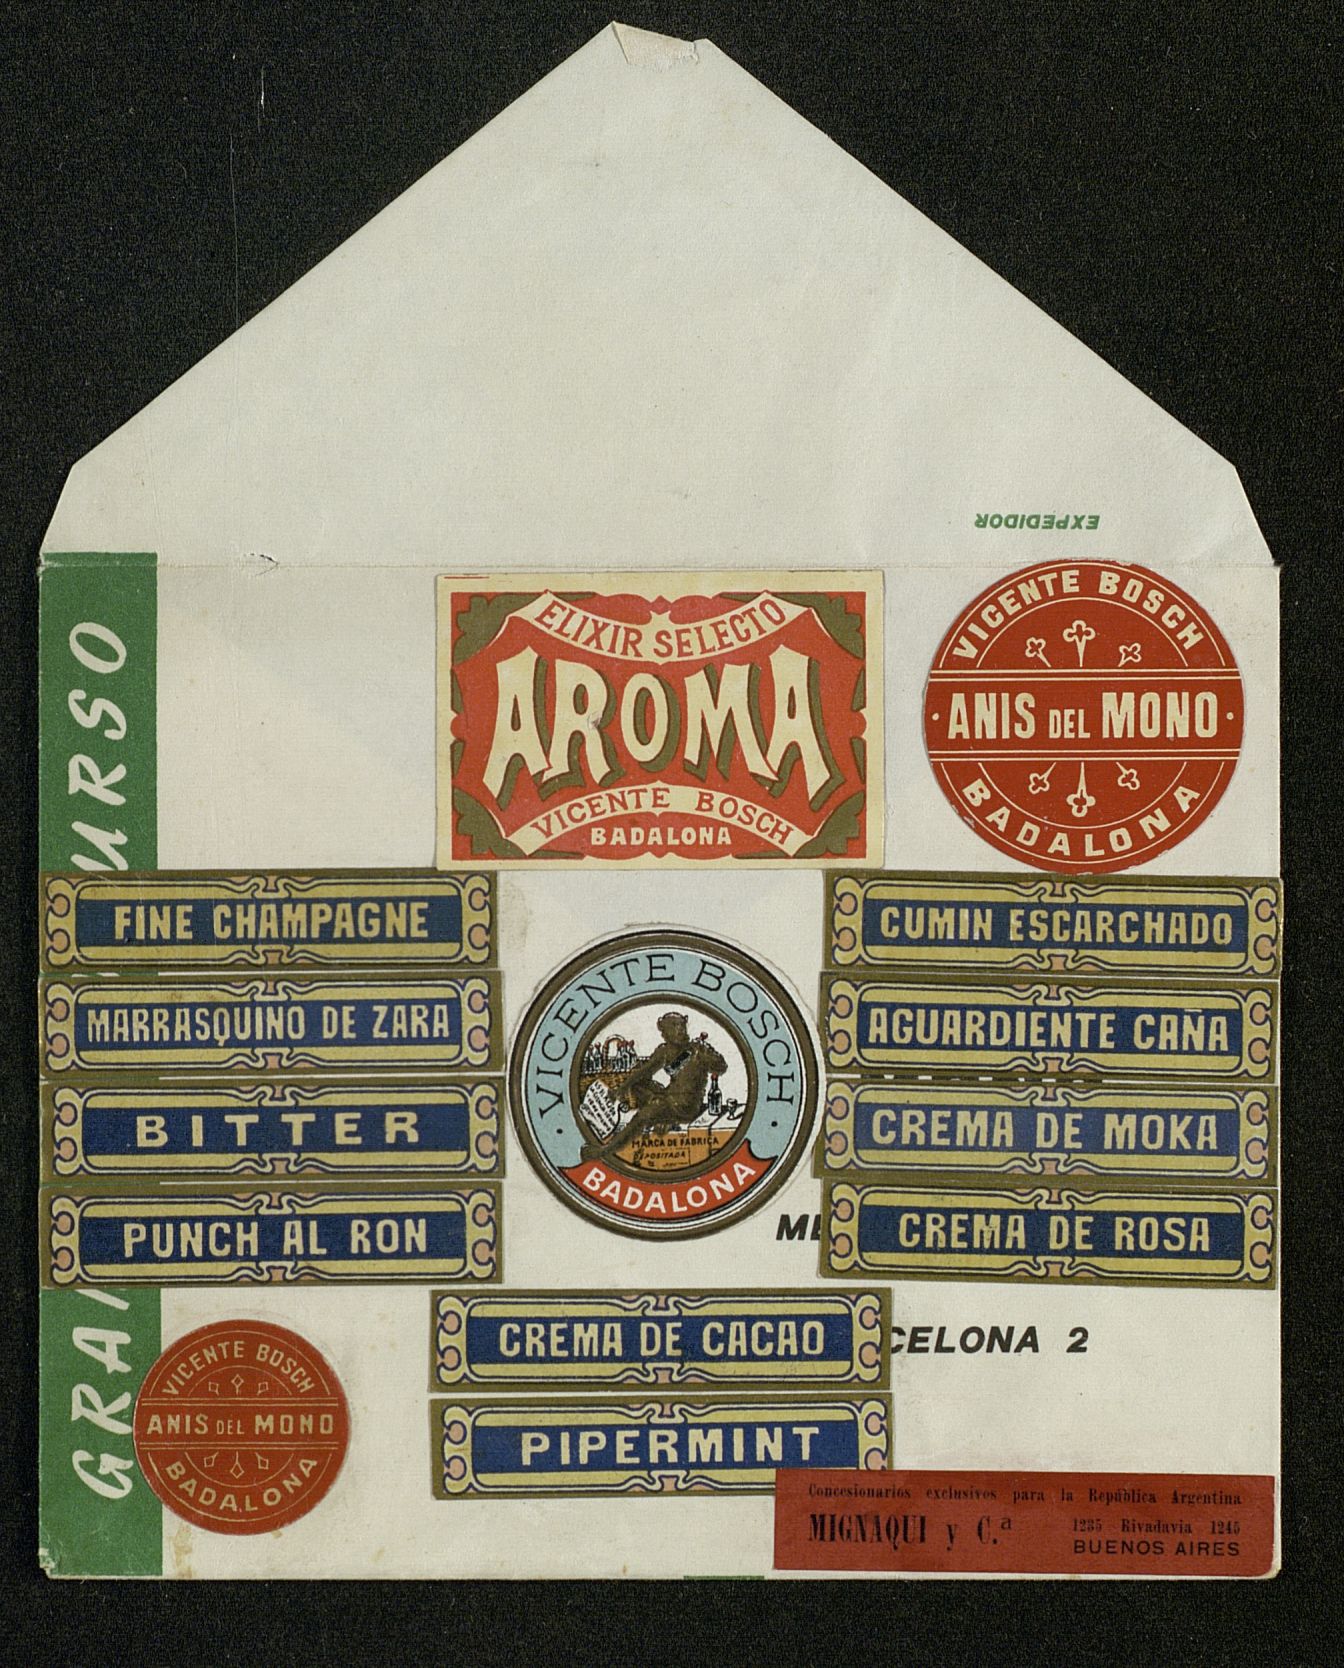 EXPEDIDOR
ELIXIR SELECTO
AROMA
VICENTE BOSCH
BADALONA
VICENTE BOSCH
ANIS DEL MONO
BADALONA
FINE CHAMPAGNE
MARRASQUINO DE ZARA
BITTER
PUNCH AL RON
VICENTE BOSCH
MARCA DE FABRICA
DEPOSITADA
BADALONA
CUMIN ESCARCHADO
AGUARDIENTE CAÑA
CREMA DE MOKA
CREMA DE ROSA
CREMA DE CACAO
CELONA 2
PIPERMINT
VICENTE BOSCH
ANIS DEL MONO
BADALONA
Concesionarios exclusivos para la República Argentina
MIGNAQUI y C.ª 1235 Rivadavia 1245
BUENOS AIRES
GRAN
URSO